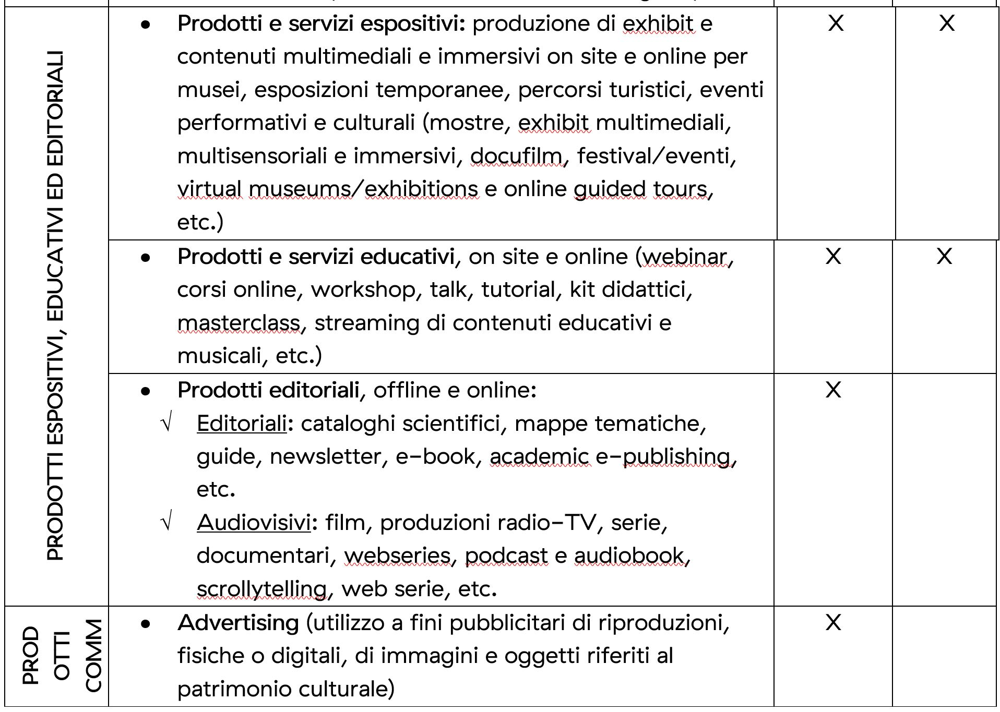 PRODOTTI ESPOSITIVI, EDUCATIVI ED EDITORIALI
● Prodotti e servizi espositivi: produzione di exhibit e
contenuti multimediali e immersivi on site e online per
musei, esposizioni temporanee, percorsi turistici, eventi
performativi e culturali (mostre, exhibit multimediali,
multisensoriali e immersivi, docufilm, festival/eventi,
virtual museums/exhibitions e online guided tours,
etc.)
X X
● Prodotti e servizi educativi, on site e online (webinar,
corsi online, workshop, talk, tutorial, kit didattici,
masterclass, streaming di contenuti educativi e
musicali, etc.)
X X
● Prodotti editoriali, offline e online:
√ Editoriali: cataloghi scientifici, mappe tematiche,
guide, newsletter, e-book, academic e-publishing,
etc.
√ Audiovisivi: film, produzioni radio-TV, serie,
documentari, webseries, podcast e audiobook,
scrollytelling, web serie, etc.
X
PROD
OTTI
COMM
● Advertising (utilizzo a fini pubblicitari di riproduzioni,
fisiche o digitali, di immagini e oggetti riferiti al
patrimonio culturale)
X